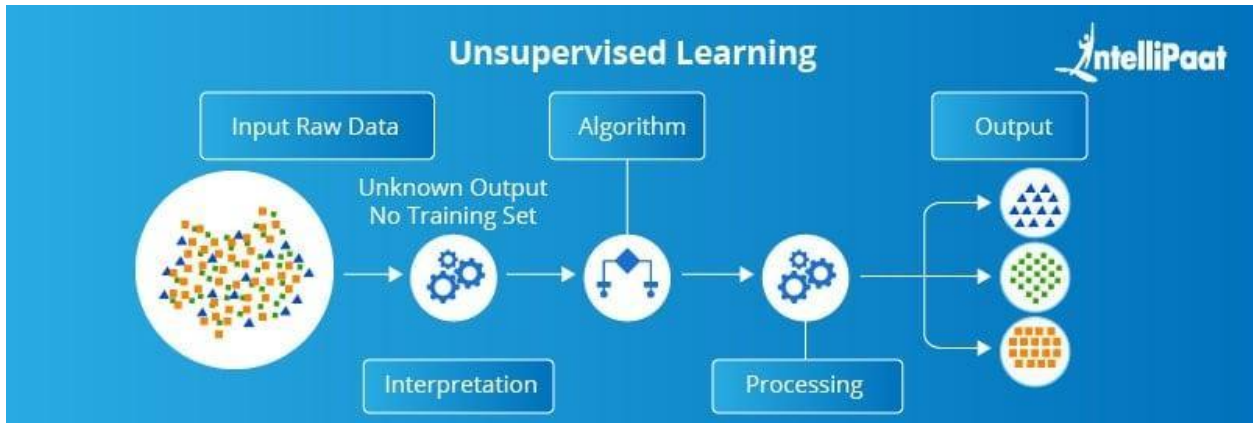 Unsupervised Learning
IntelliPaat
Input Raw Data
Algorithm
Output
Unknown Output
No Training Set
Interpretation
Processing